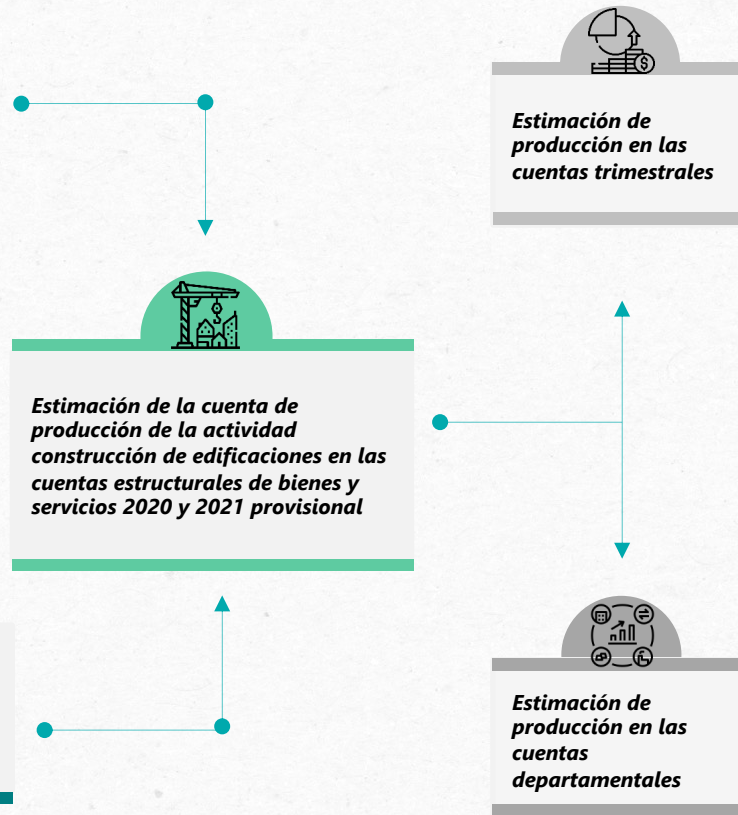 Estimación de
producción en las
cuentas trimestrales
Estimación de la cuenta de
producción de la actividad
construcción de edificaciones en las
cuentas estructurales de bienes y
servicios 2020 y 2021 provisional
Estimación de
producción en las
cuentas
departamentales